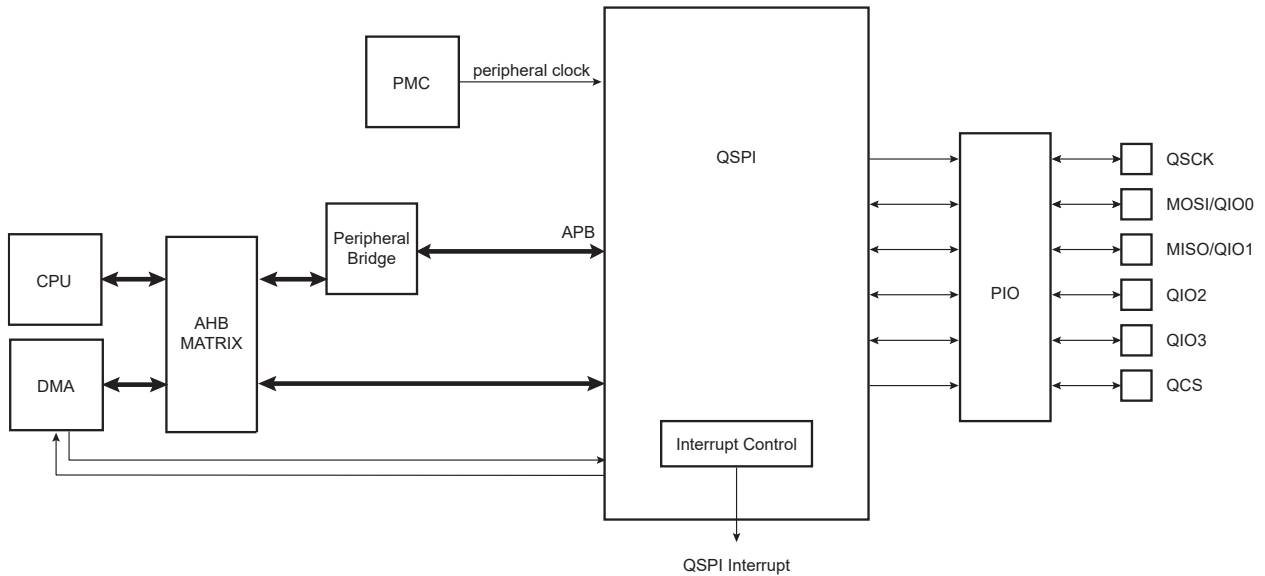 PMC
peripheral clock
QSPI
QSCK
MOSI/QIO0
Peripheral
Bridge
APB
MISO/QIO1
CPU
PIO
QIO2
AHB
MATRIX
QIO3
DMA
QCS
Interrupt Control
QSPI Interrupt